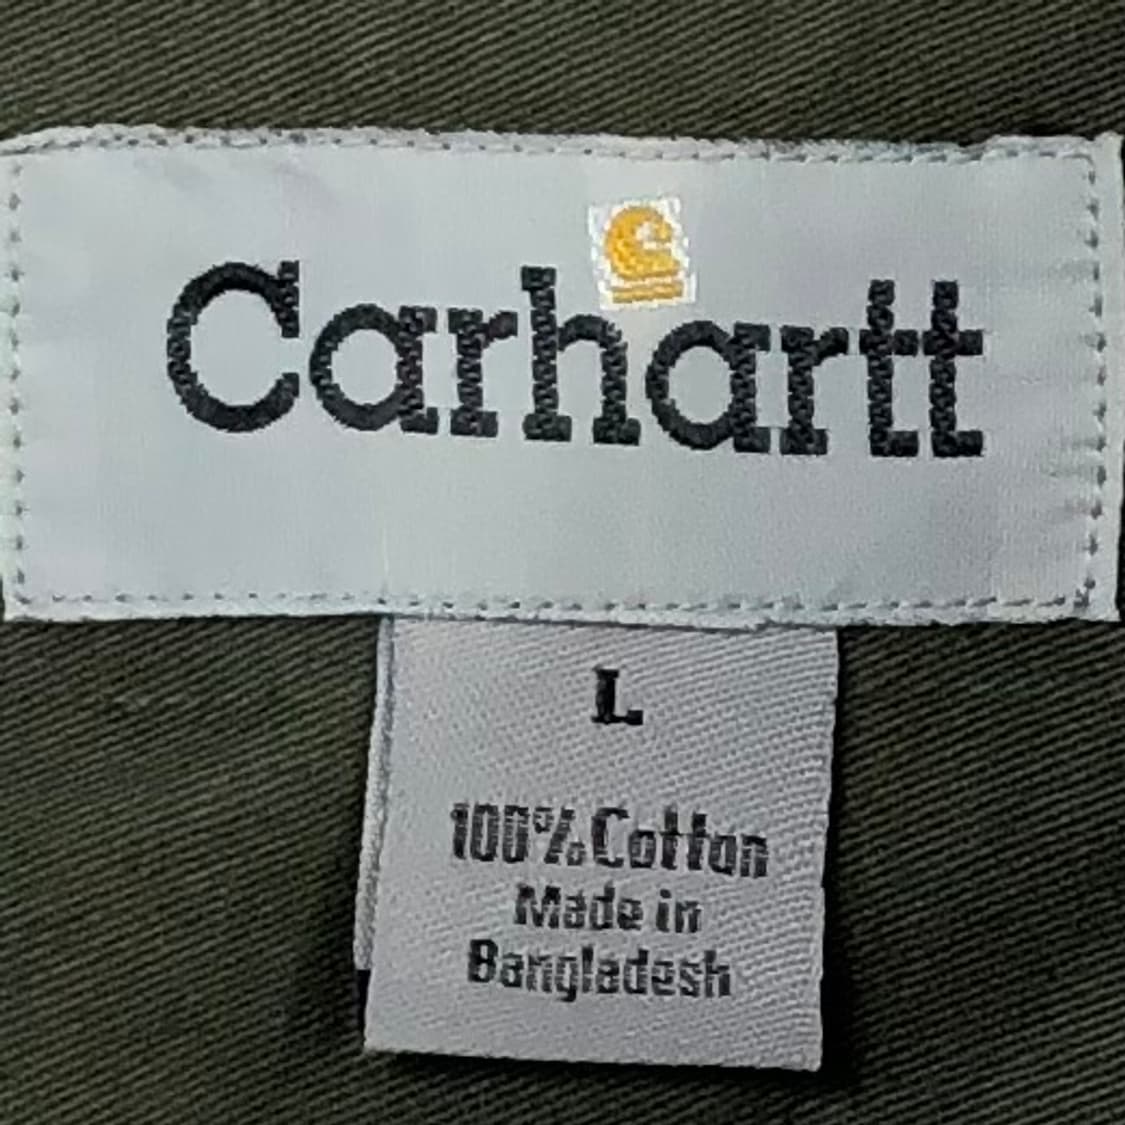 Carhartt
L
100% Cotton
Made in
Bangladesh